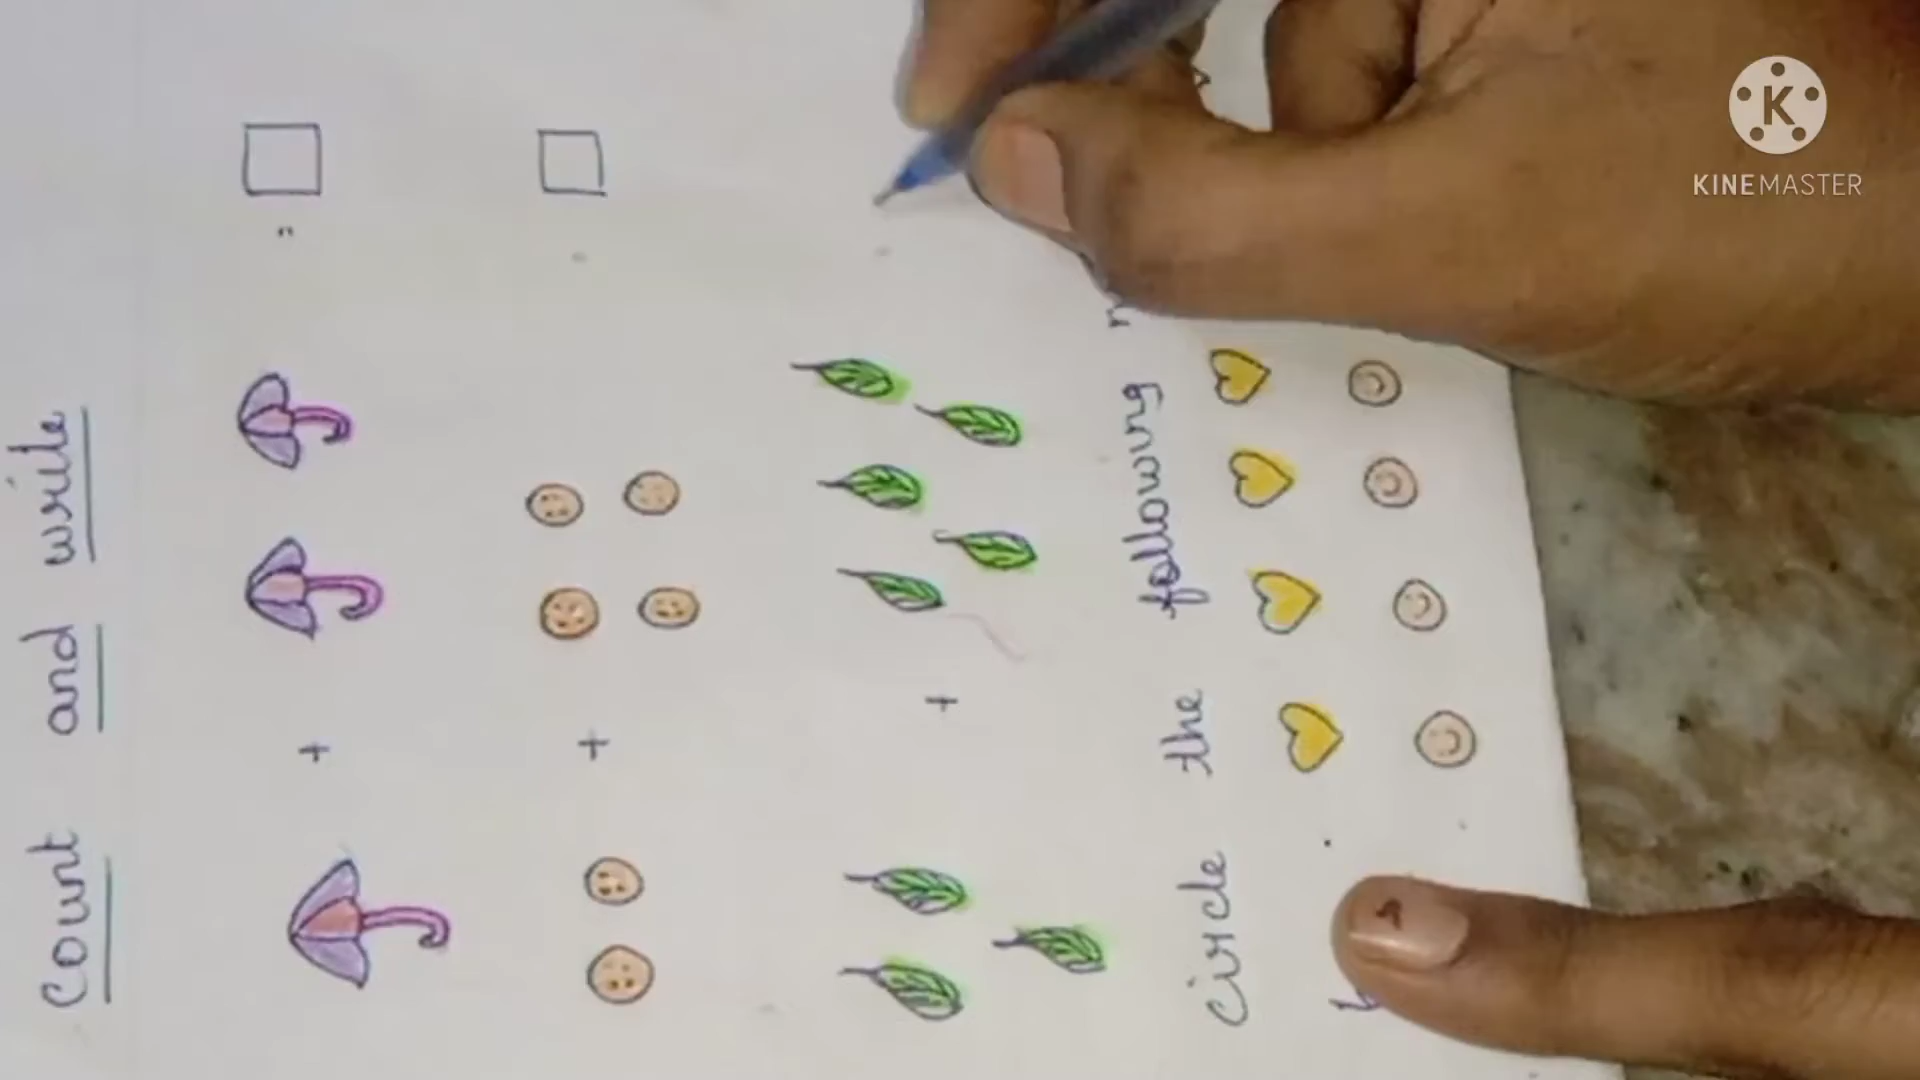 Count and write
+ =
+
+
Circle the following
KINEMASTER